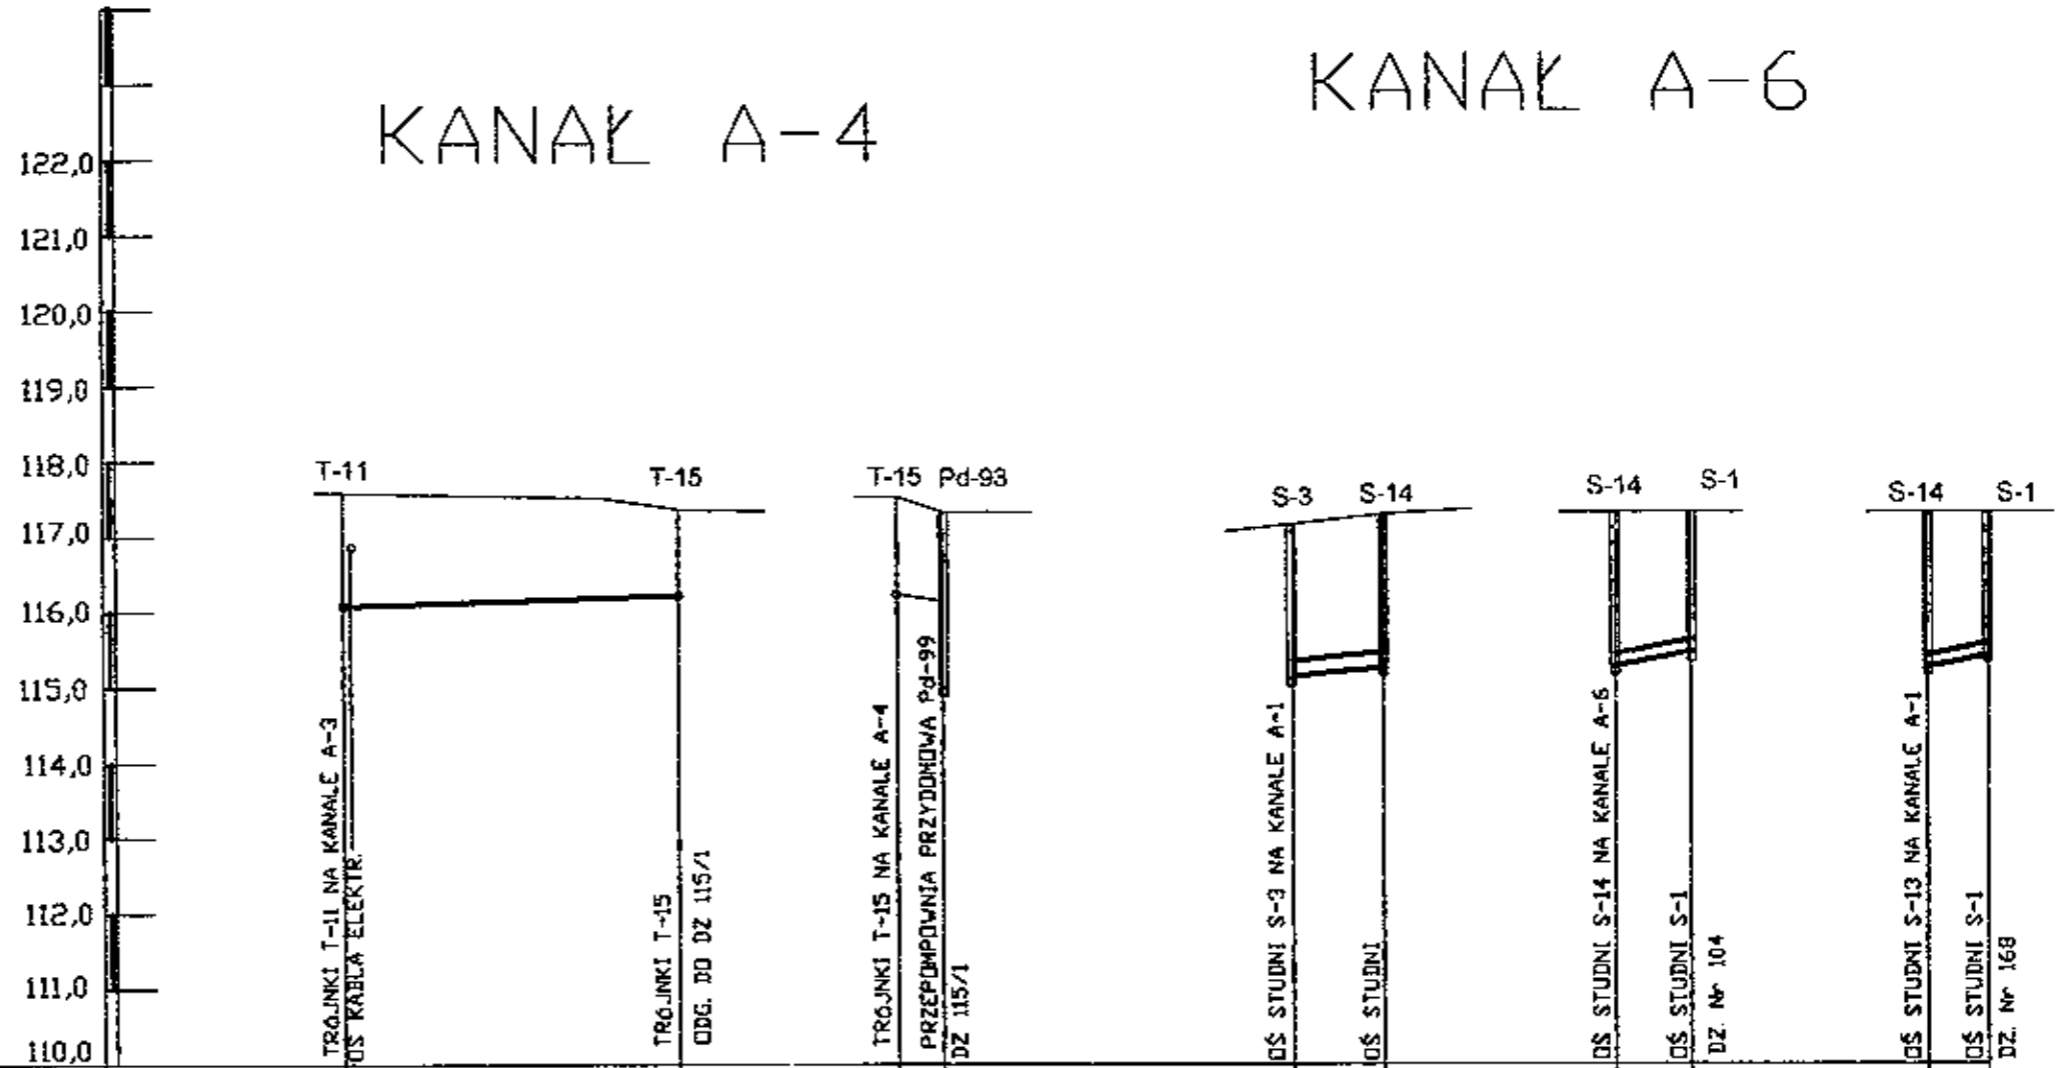 KANAŁ A-4
KANAŁ A-6
122,0
121,0
120,0
119,0
118,0
117,0
116,0
115,0
114,0
113,0
112,0
111,0
110,0
T-11
T-15
T-15
Pd-93
S-3
S-14
S-14
S-1
S-14
S-1
TRÓJNKI T-11 NA KANALE A-3
OŚ KABLA ELEKTR.
TRÓJNKI T-15
ODG. DO DZ 115/1
TRÓJNKI T-15 NA KANALE A-4
PRZEPOMPOWNIA PRZYDOMOWA Pd-99
DZ 115/1
OŚ STUDNI S-3 NA KANALE A-1
OŚ STUDNI
OŚ STUDNI S-14 NA KANALE A-6
OŚ STUDNI S-1
DZ. Nr 104
OŚ STUDNI S-13 NA KANALE A-1
OŚ STUDNI S-1
DZ. Nr 168